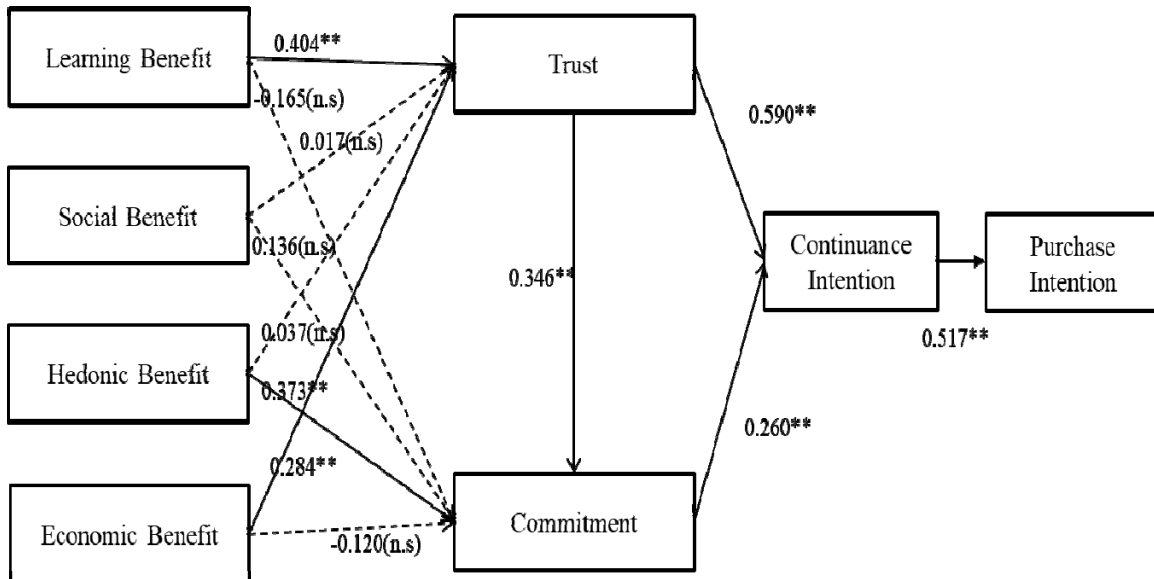 Learning Benefit
0.404**
Trust
-0.165(n.s)
0.017(n.s)
0.590**
Social Benefit
0.136(n.s)
0.346**
Continuance
Intention
Purchase
Intention
0.517**
0.037(n.s)
Hedonic Benefit
0.373**
0.260**
0.284**
Economic Benefit
Commitment
-0.120(n.s)